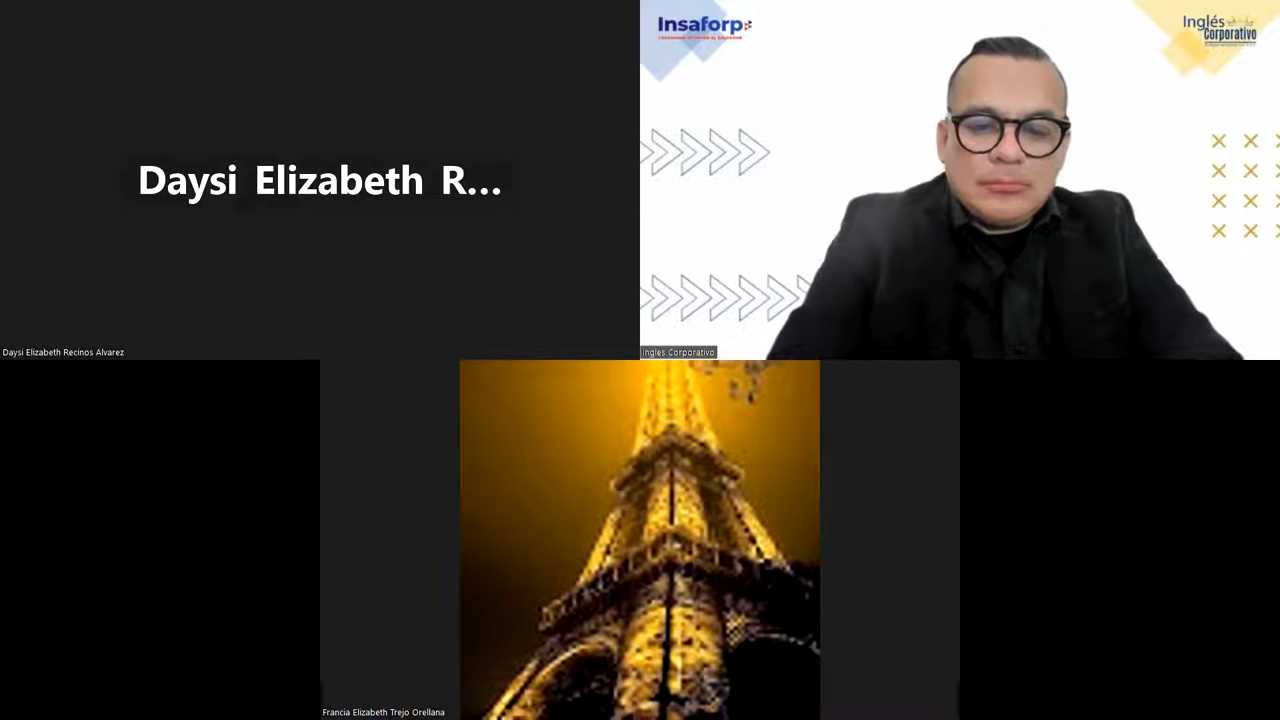 Daysi Elizabeth R...
Daysi Elizabeth Recinos Alvarez
Insaforp
Inglés
Corporativo
Ingles Corporativo
Francia Elizabeth Trejo Orellana